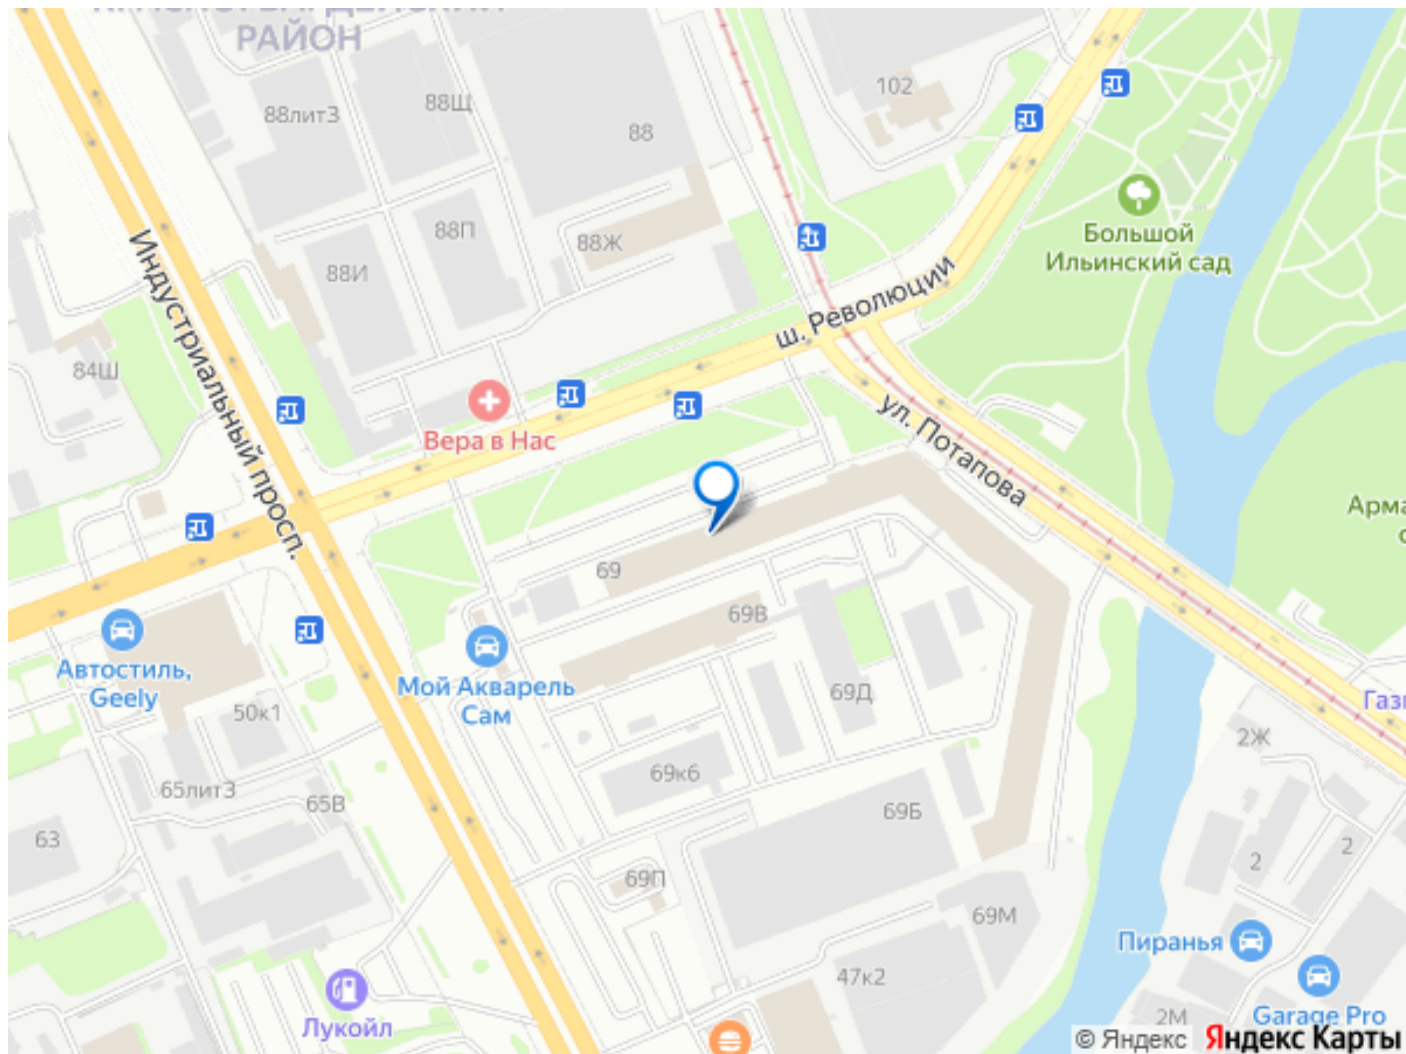 РАЙОН
88лит3
88Щ
88
102
88П
88Ж
88И
84Ш
Большой
Ильинский сад
Индустриальный просп.
ш. Революции
ул. Потапова
Вера в Нас
69
69В
69Д
69к6
69Б
69П
69М
47к2
Автостиль,
Geely
Мой Акварель
Сам
50к1
65лит3
65В
63
Лукойл
2Ж
2
2
Пиранья
2М
Garage Pro
© Яндекс Яндекс Карты